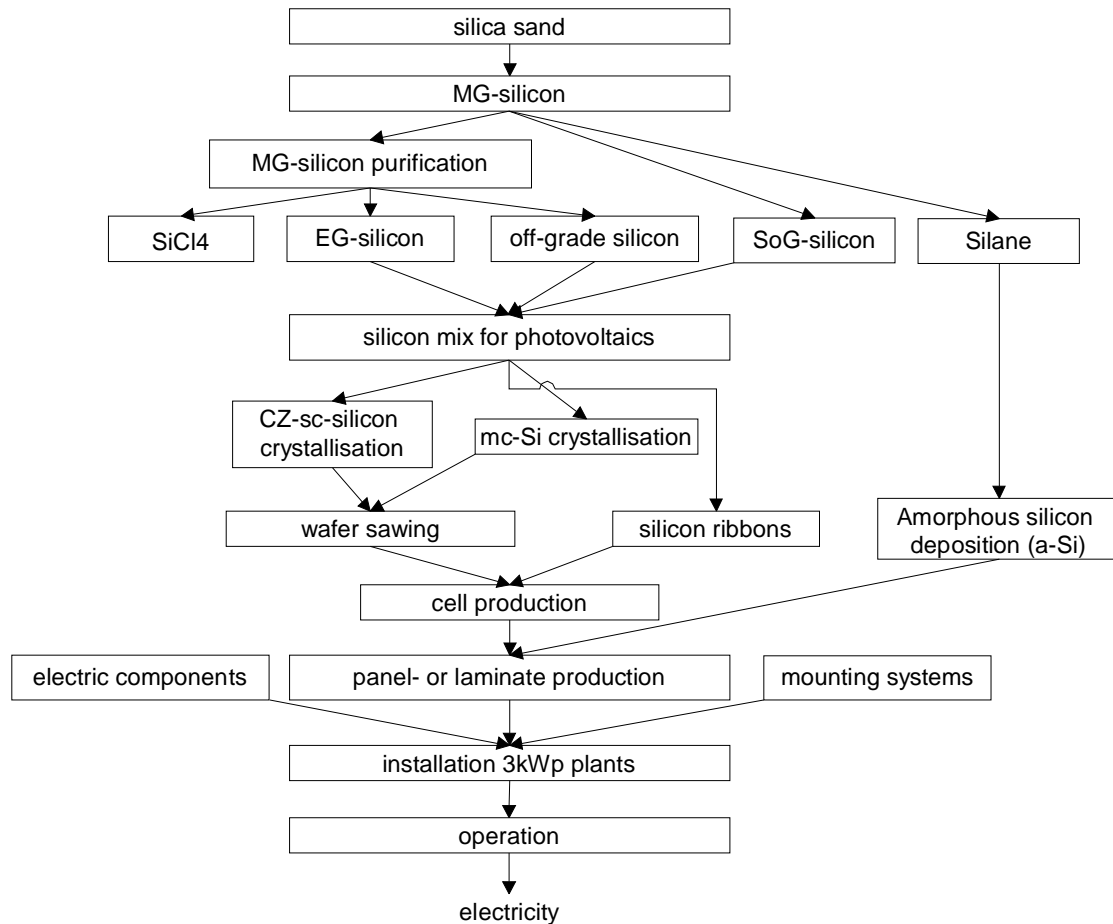 silica sand
MG-silicon
MG-silicon purification
SiCl4
EG-silicon
off-grade silicon
SoG-silicon
Silane
silicon mix for photovoltaics
CZ-sc-silicon
crystallisation
mc-Si crystallisation
wafer sawing
silicon ribbons
Amorphous silicon
deposition (a-Si)
cell production
electric components
panel- or laminate production
mounting systems
installation 3kWp plants
operation
electricity